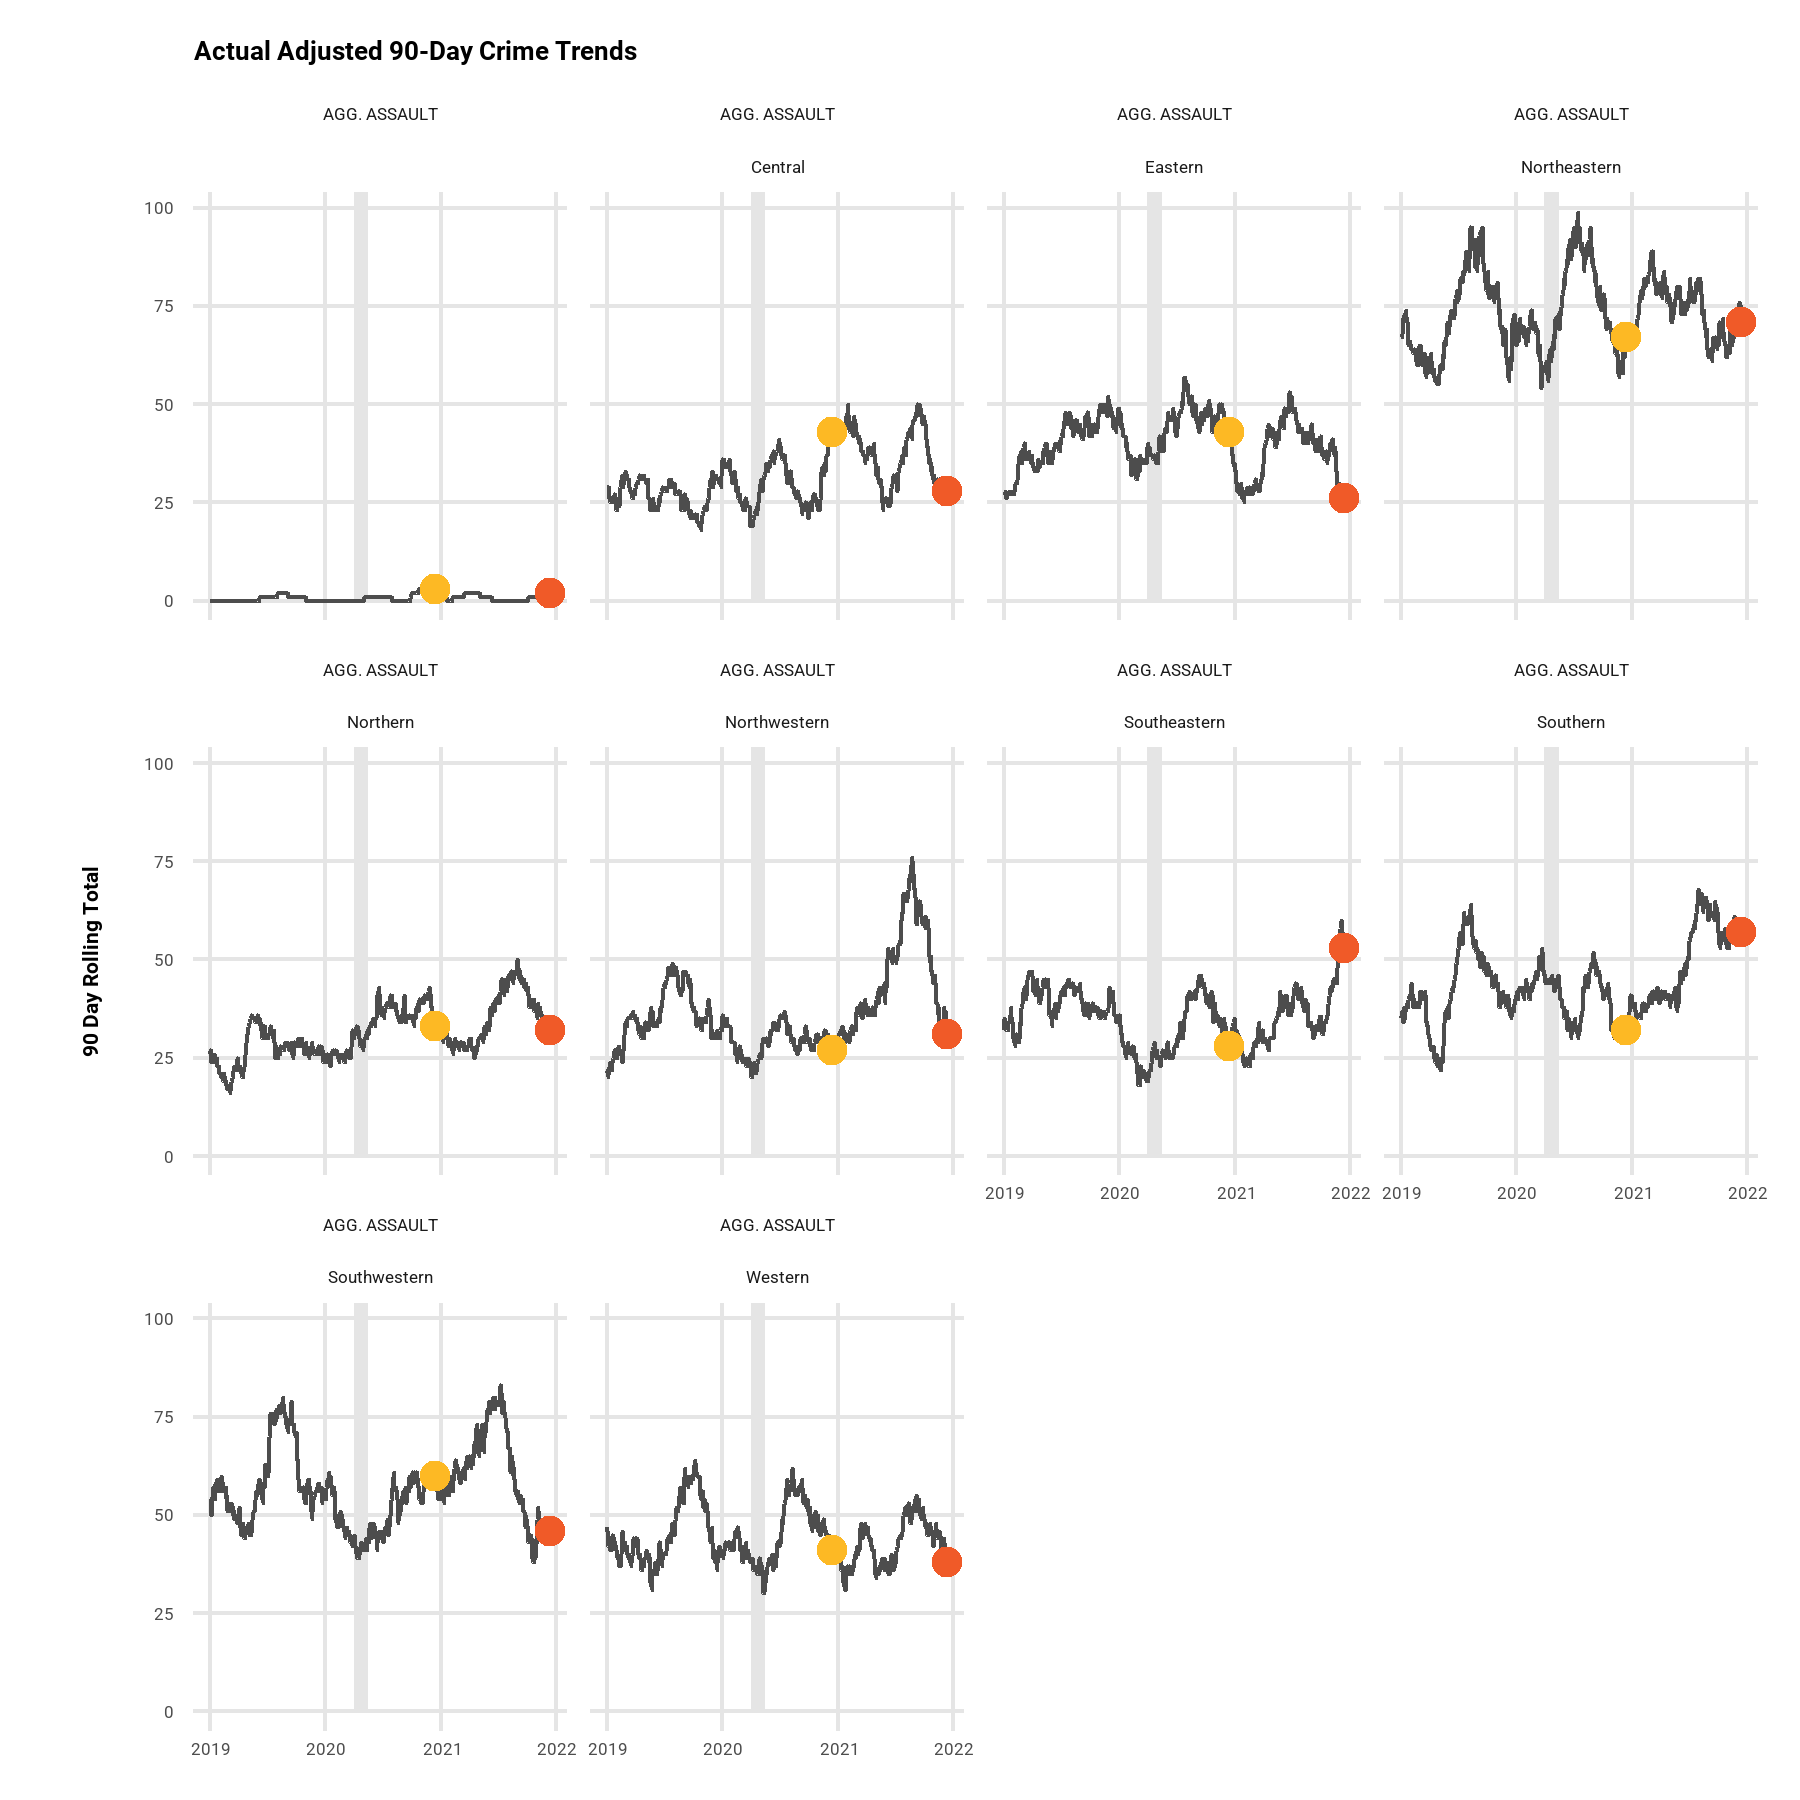 Actual Adjusted 90-Day Crime Trends
AGG. ASSAULT
AGG. ASSAULT
AGG. ASSAULT
AGG. ASSAULT
Central
Eastern
Northeastern
100
75
50
25
0
AGG. ASSAULT
AGG. ASSAULT
AGG. ASSAULT
AGG. ASSAULT
Northern
Northwestern
Southeastern
Southern
90 Day Rolling Total
100
75
50
25
0
2019 2020 2021 2022
2019 2020 2021 2022
AGG. ASSAULT
AGG. ASSAULT
Southwestern
Western
100
75
50
25
0
2019 2020 2021 2022
2019 2020 2021 2022